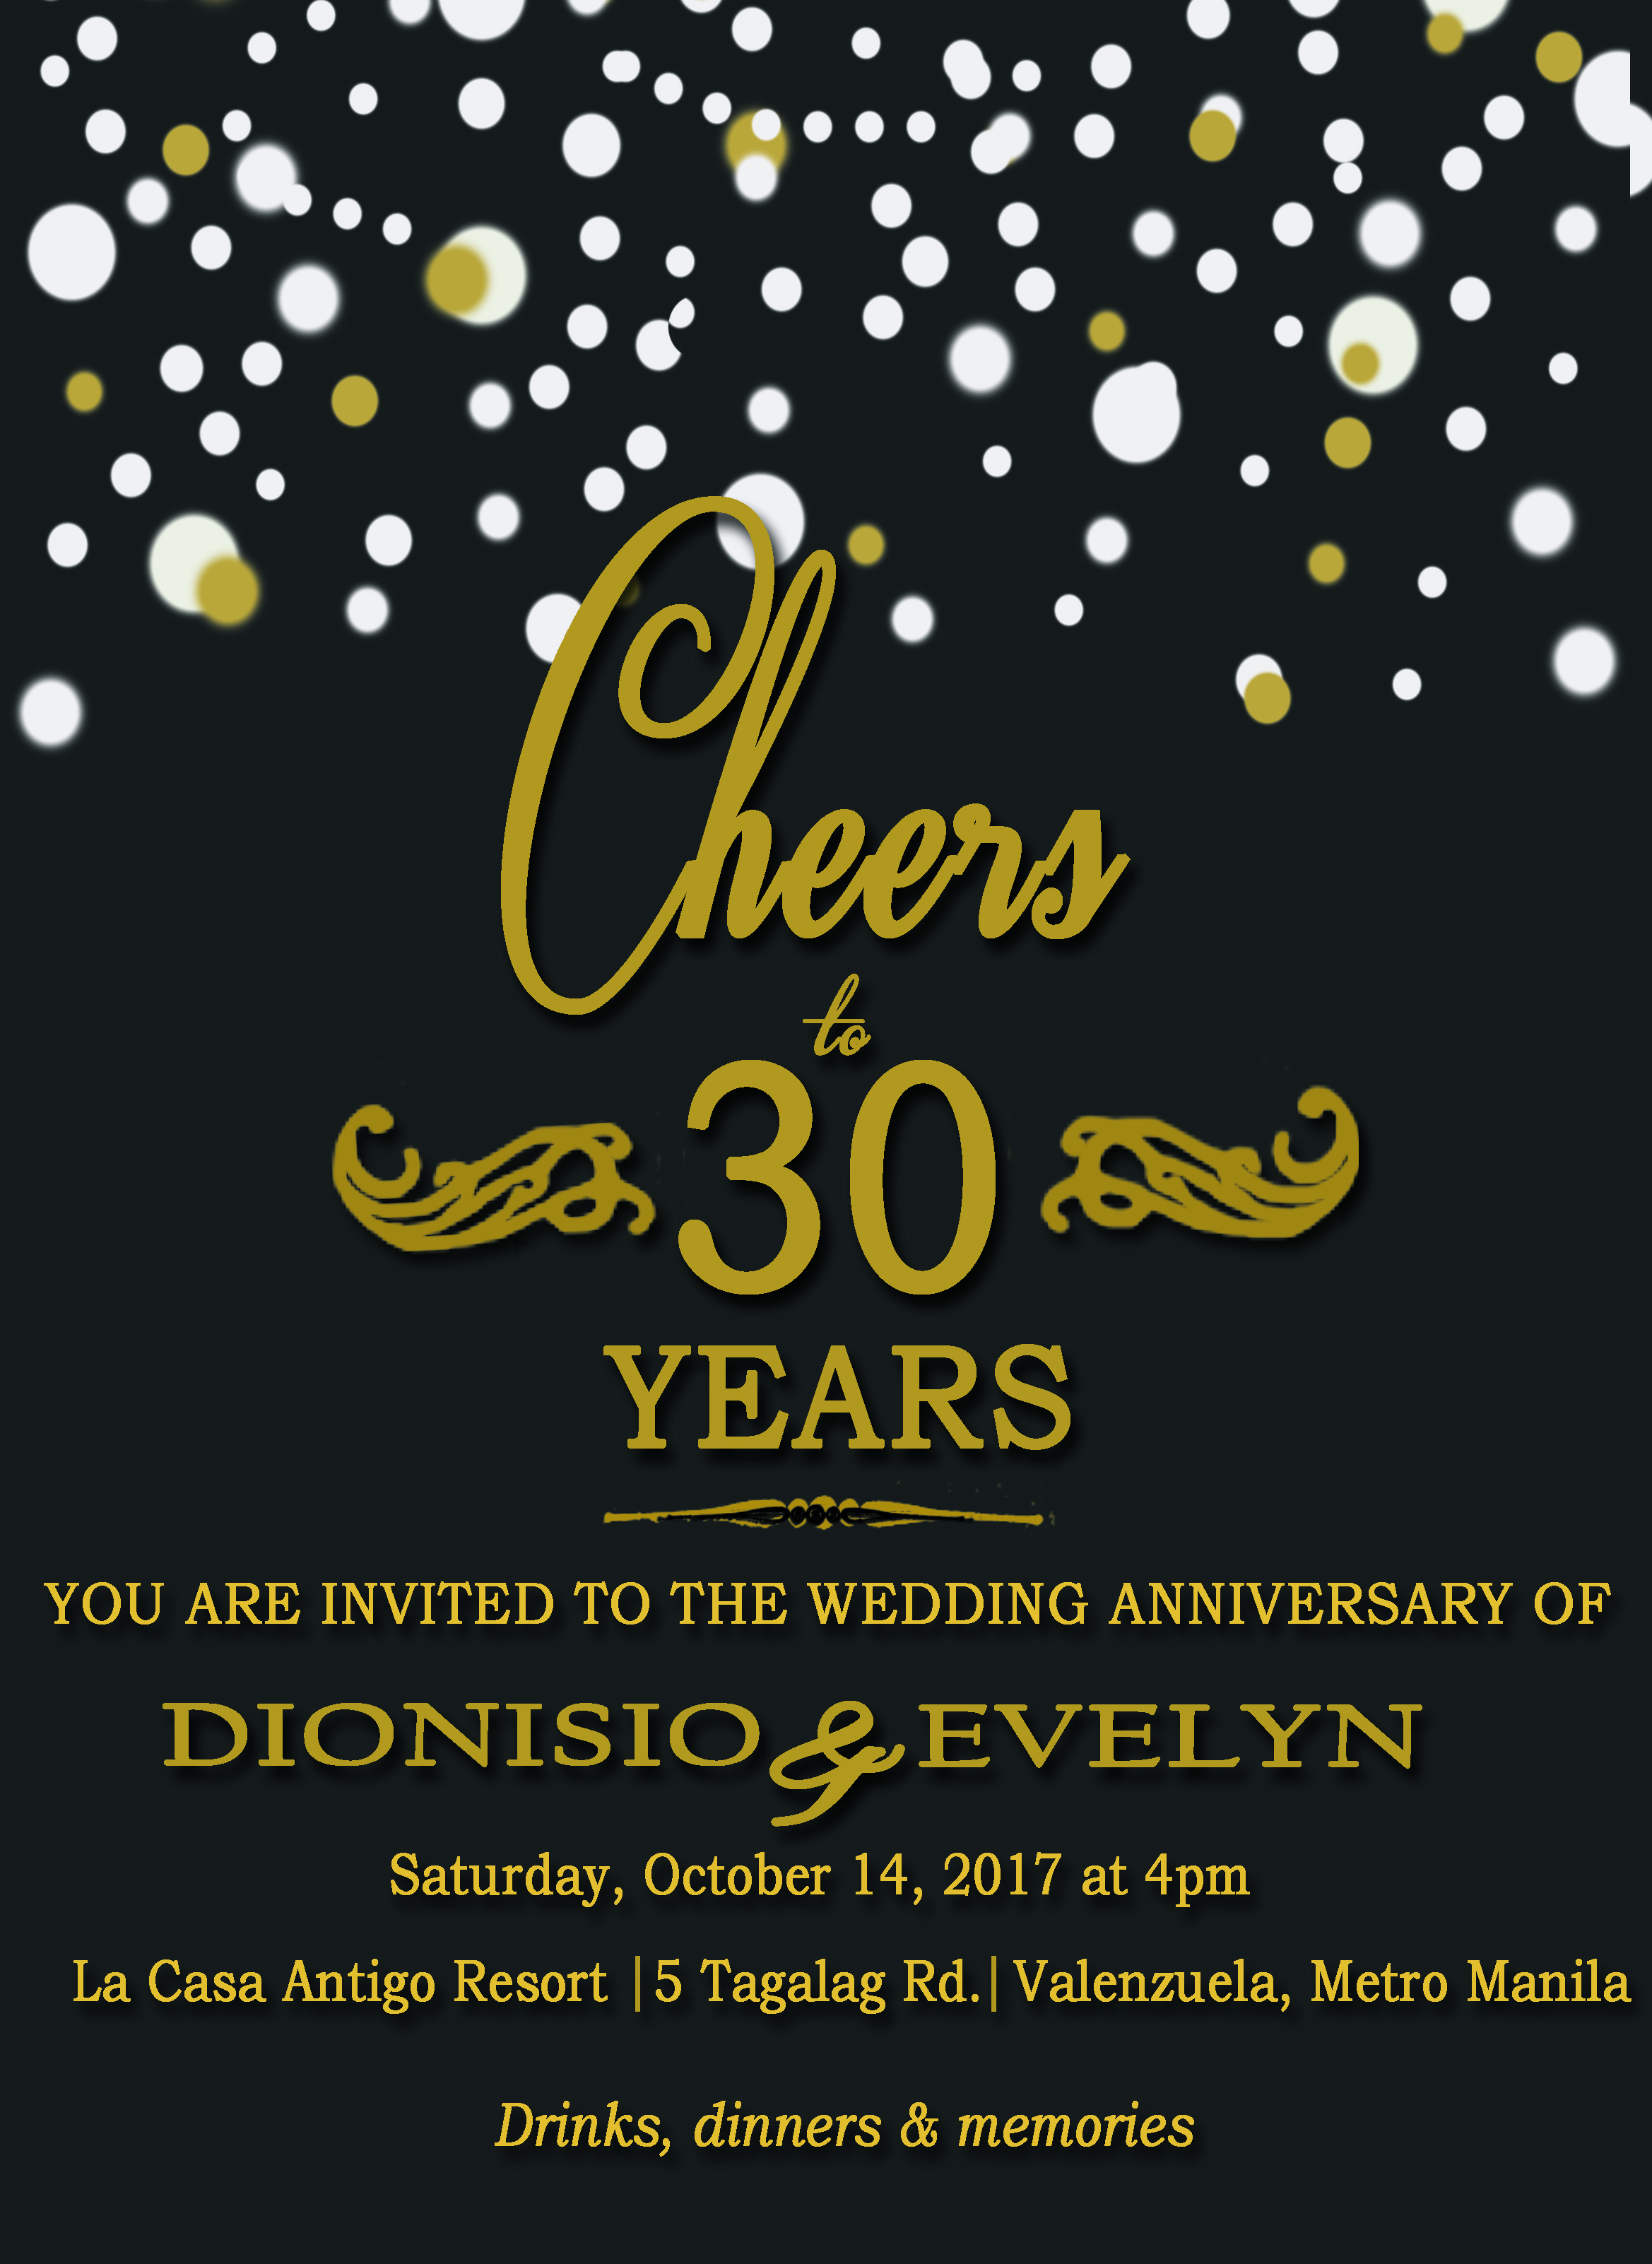 Cheers
to
30
YEARS
YOU ARE INVITED TO THE WEDDING ANNIVERSARY OF
DIONISIO & EVELYN
Saturday, October 14, 2017 at 4pm
La Casa Antigo Resort |5 Tagalag Rd.| Valenzuela, Metro Manila
Drinks, dinners & memories